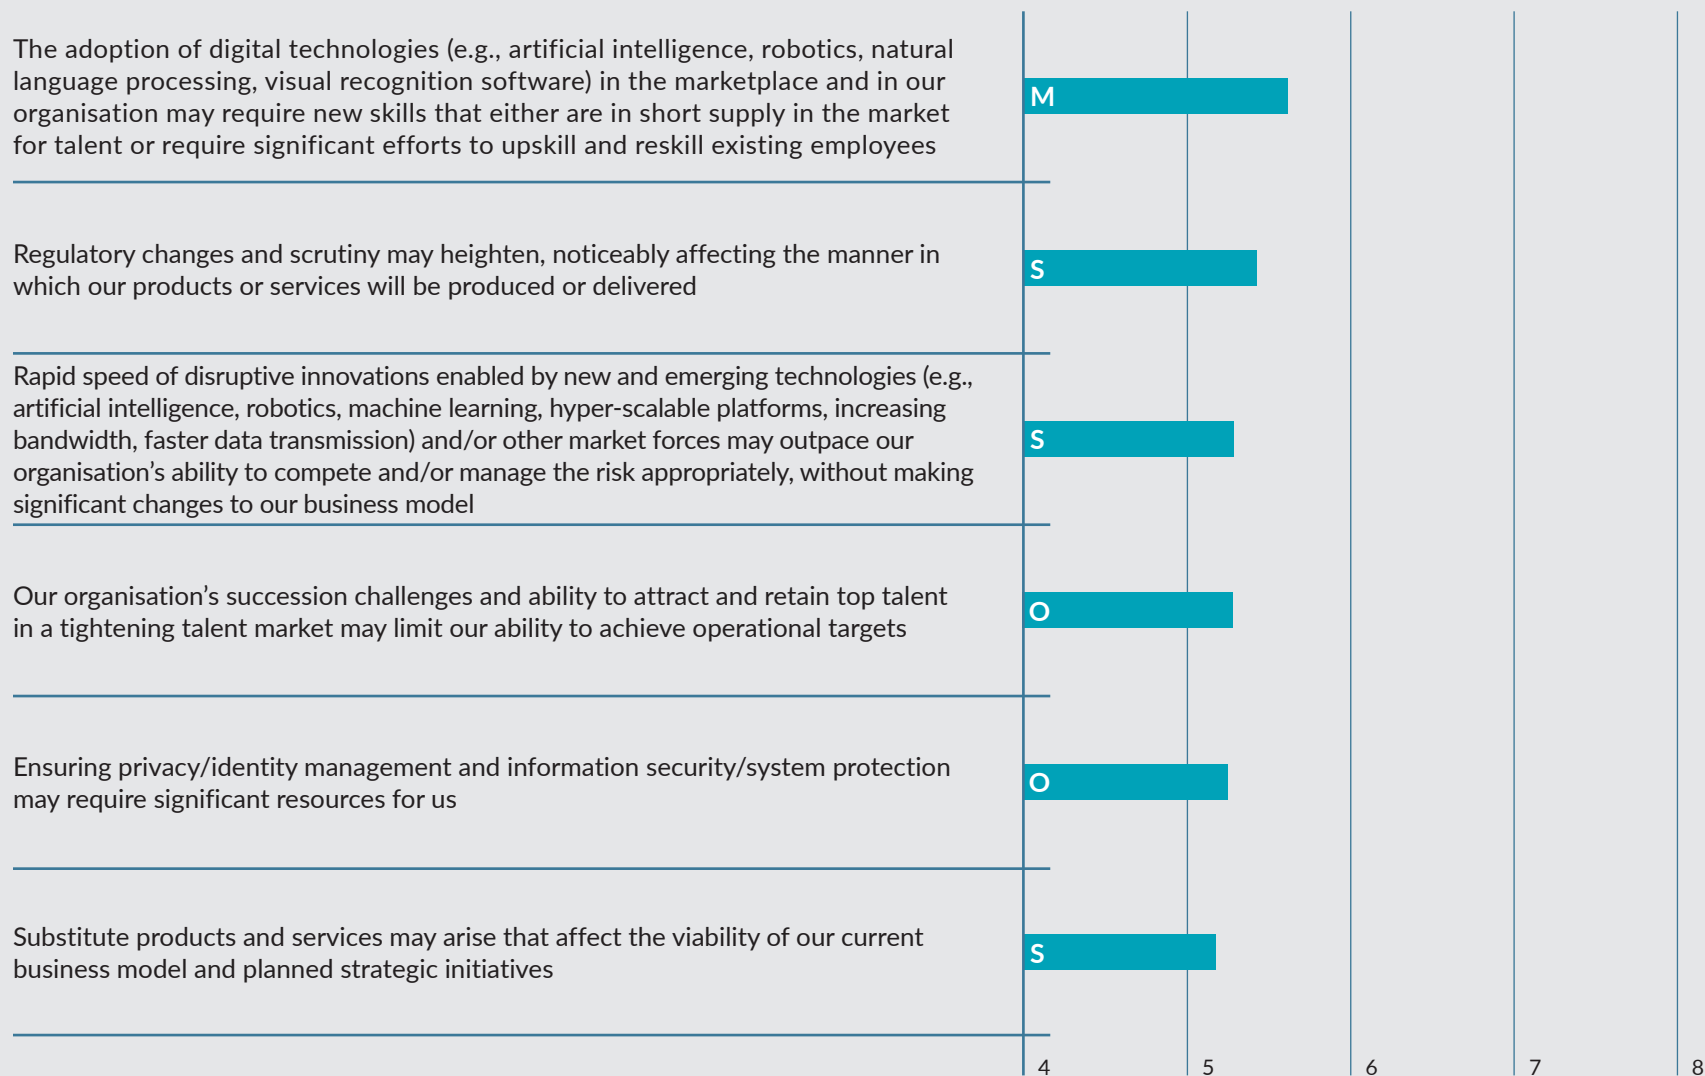 The adoption of digital technologies (e.g., artificial intelligence, robotics, natural
language processing, visual recognition software) in the marketplace and in our
organisation may require new skills that either are in short supply in the market
for talent or require significant efforts to upskill and reskill existing employees
M
Regulatory changes and scrutiny may heighten, noticeably affecting the manner in
which our products or services will be produced or delivered
S
Rapid speed of disruptive innovations enabled by new and emerging technologies (e.g.,
artificial intelligence, robotics, machine learning, hyper-scalable platforms, increasing
bandwidth, faster data transmission) and/or other market forces may outpace our
organisation’s ability to compete and/or manage the risk appropriately, without making
significant changes to our business model
S
Our organisation’s succession challenges and ability to attract and retain top talent
in a tightening talent market may limit our ability to achieve operational targets
O
Ensuring privacy/identity management and information security/system protection
may require significant resources for us
O
Substitute products and services may arise that affect the viability of our current
business model and planned strategic initiatives
S
4 5 6 7 8